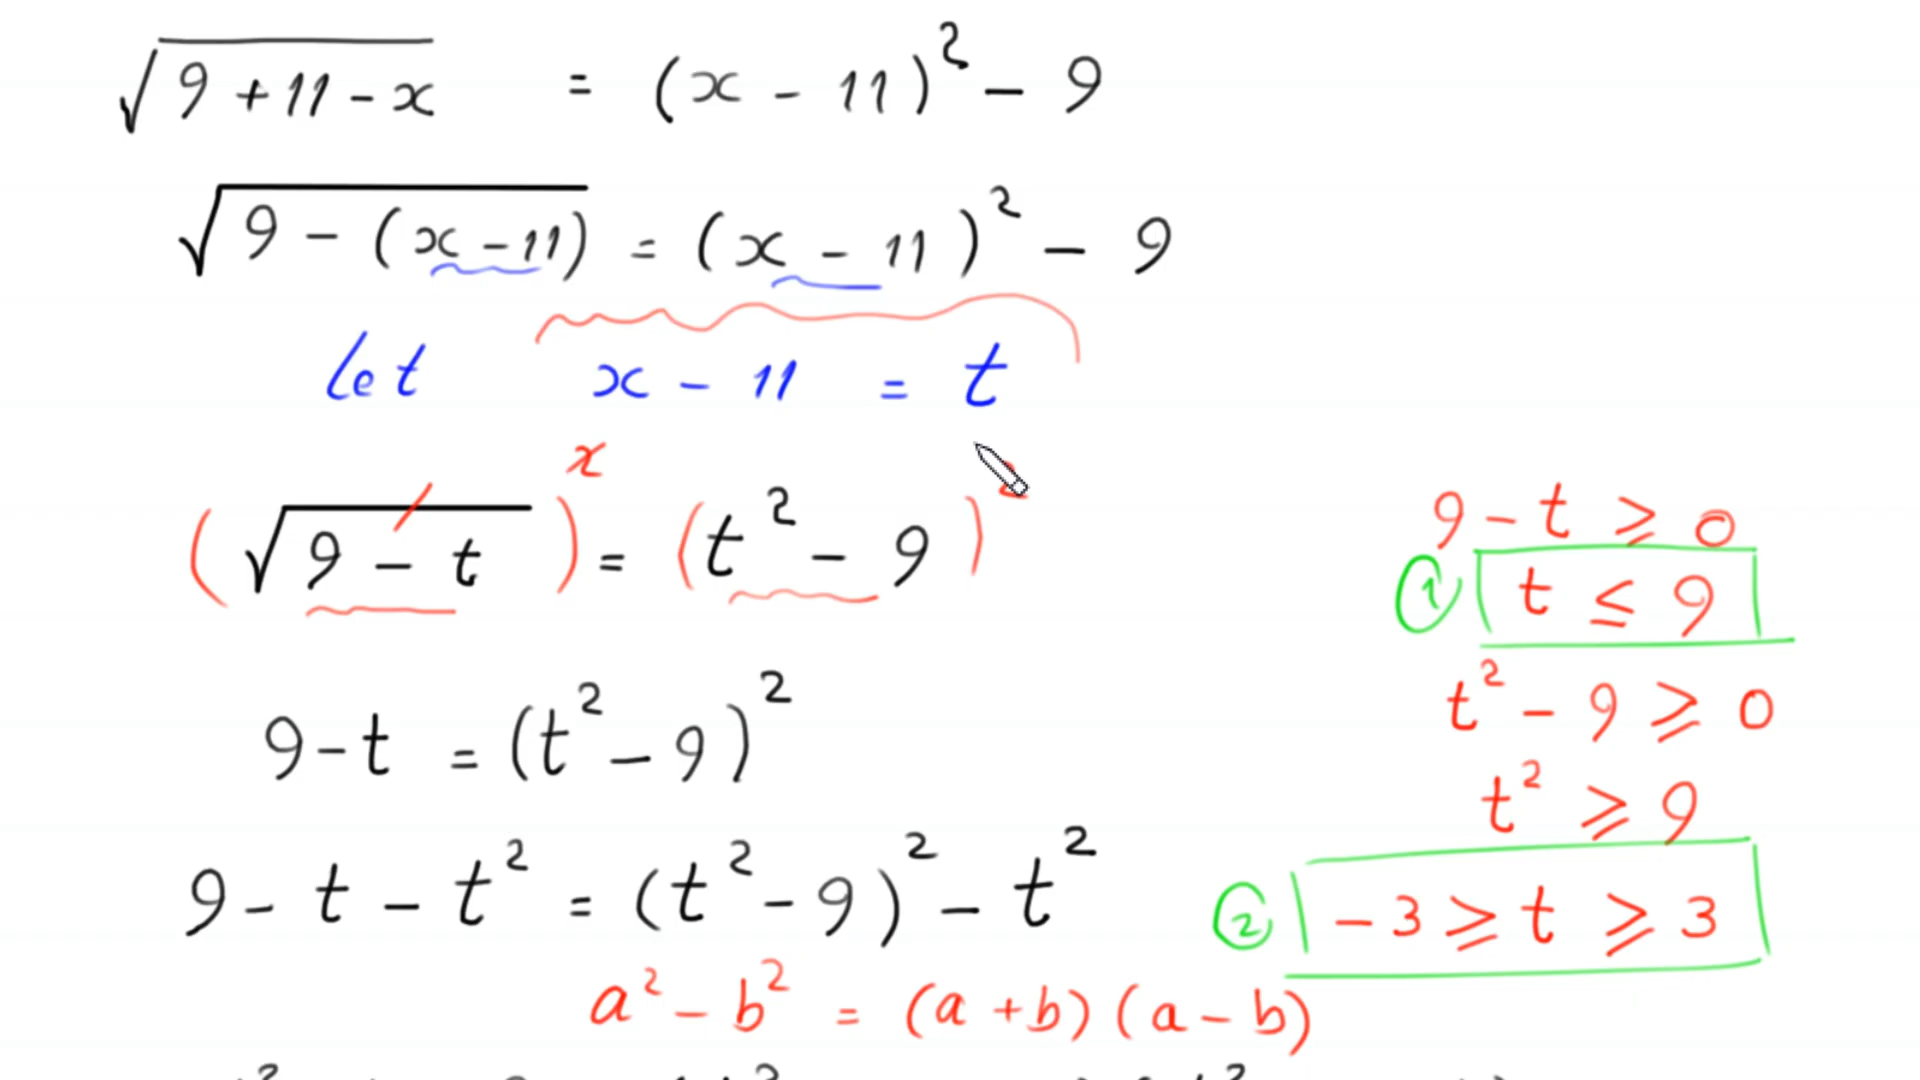 √(9 + 11 - x) = (x - 11)² - 9
√(9 - (x - 11)) = (x - 11)² - 9
let x - 11 = t
(√(9 - t))² = (t² - 9)²
9 - t = (t² - 9)²
9 - t - t² = (t² - 9)² - t²
a² - b² = (a + b)(a - b)
9 - t ≥ 0
① t ≤ 9
t² - 9 ≥ 0
t² ≥ 9
② -3 ≥ t ≥ 3